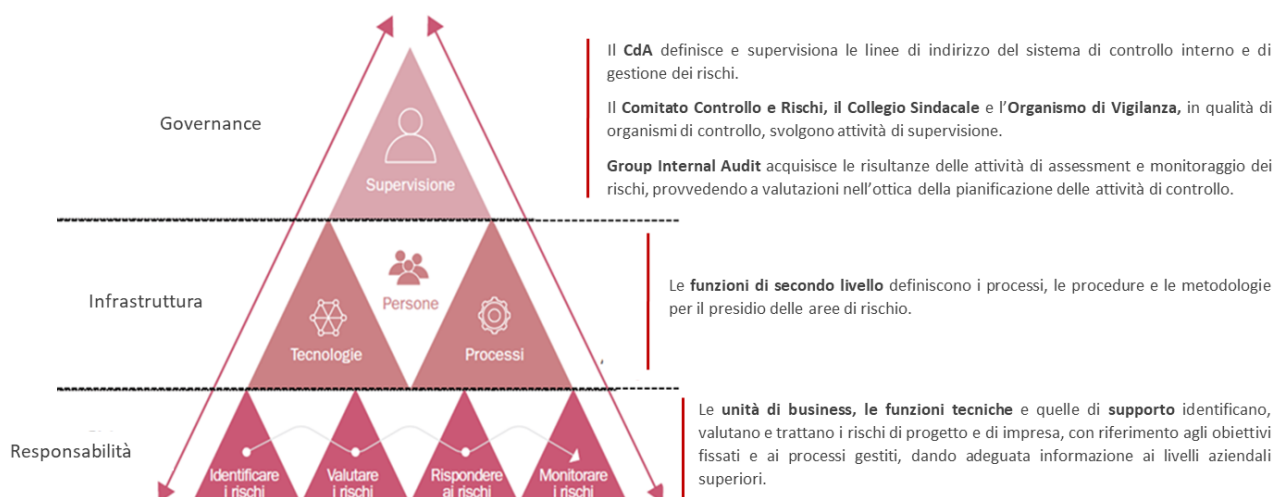 Il CdA definisce e supervisiona le linee di indirizzo del sistema di controllo interno e di
gestione dei rischi.
Governance
Il Comitato Controllo e Rischi, il Collegio Sindacale e l'Organismo di Vigilanza, in qualità di
organismi di controllo, svolgono attività di supervisione.
Group Internal Audit acquisisce le risultanze delle attività di assessment e monitoraggio dei
rischi, provvedendo a valutazioni nell'ottica della pianificazione delle attività di controllo.
Supervisione
Infrastruttura
Persone
Tecnologie
Processi
Le funzioni di secondo livello definiscono i processi, le procedure e le metodologie
per il presidio delle aree di rischio.
Responsabilità
Identificare
i rischi
Valutare
i rischi
Rispondere
ai rischi
Monitorare
i rischi
Le unità di business, le funzioni tecniche e quelle di supporto identificano,
valutano e trattano i rischi di progetto e di impresa, con riferimento agli obiettivi
fissati e ai processi gestiti, dando adeguata informazione ai livelli aziendali
superiori.